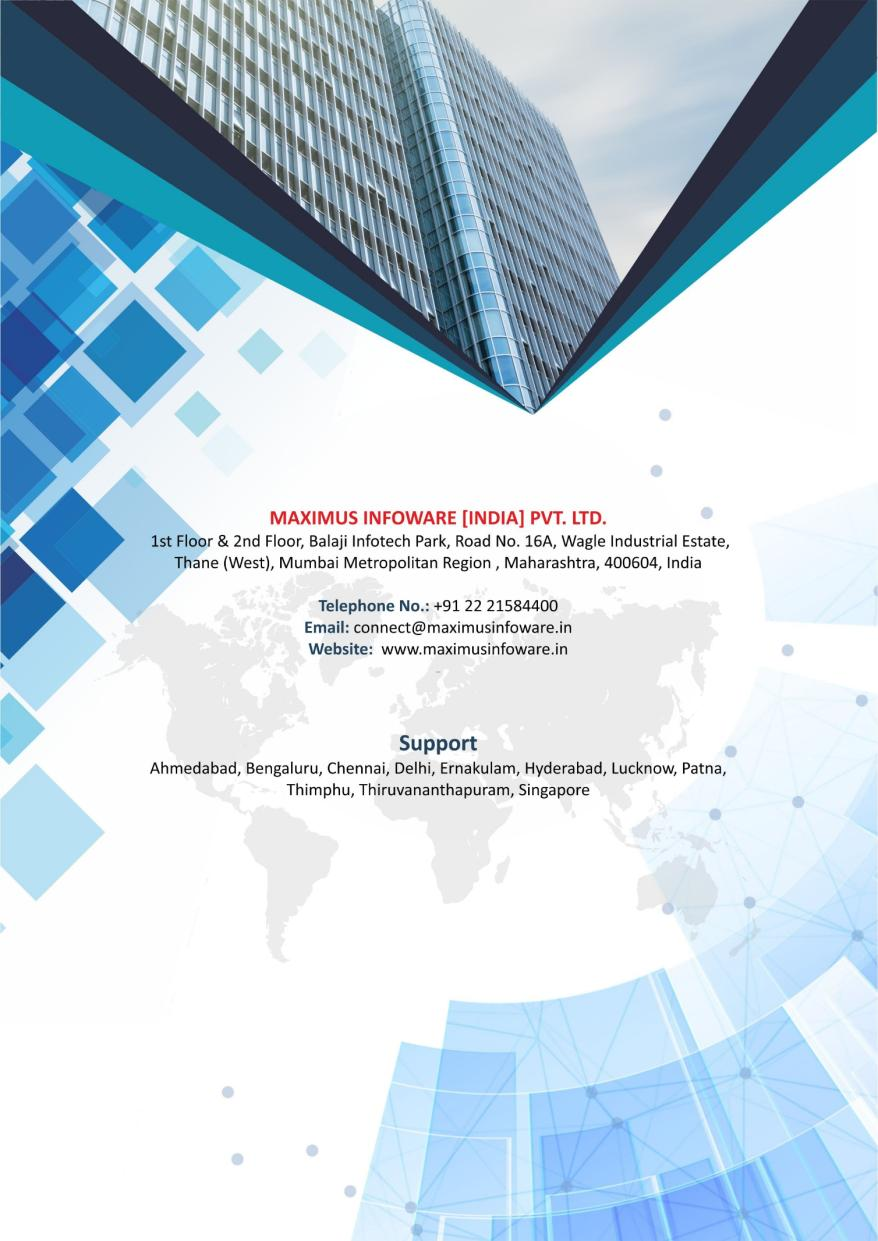 MAXIMUS INFOWARE [INDIA] PVT. LTD.
1st Floor & 2nd Floor, Balaji Infotech Park, Road No. 16A, Wagle Industrial Estate,
Thane (West), Mumbai Metropolitan Region , Maharashtra, 400604, India
Telephone No.: +91 22 21584400
Email: connect@maximusinfoware.in
Website: www.maximusinfoware.in
Support
Ahmedabad, Bengaluru, Chennai, Delhi, Ernakulam, Hyderabad, Lucknow, Patna,
Thimphu, Thiruvananthapuram, Singapore